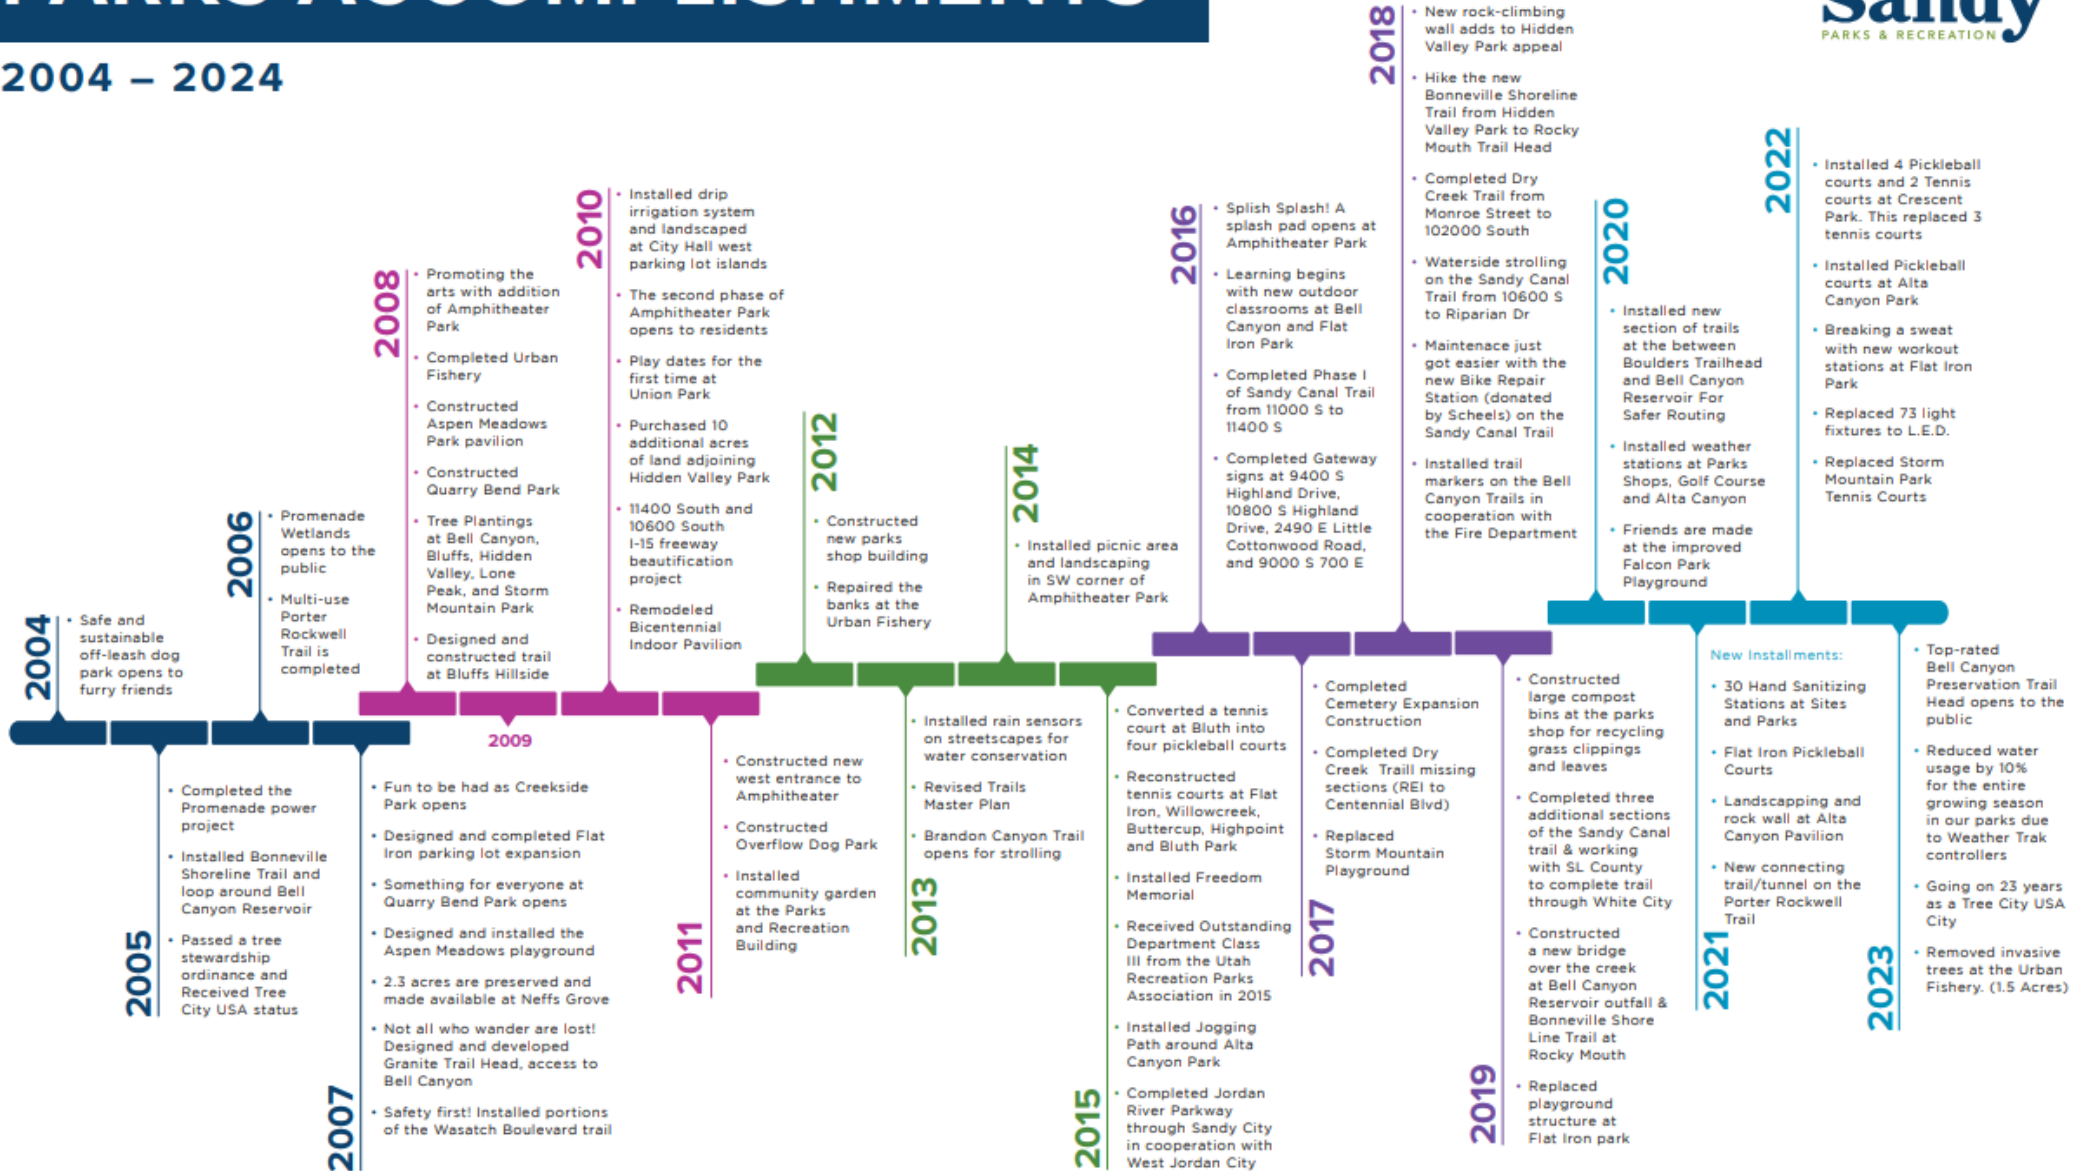 PARKS ACCOMPLISHMENTS
Sandy
PARKS & RECREATION
2004 – 2024
2004
• Safe and
sustainable
off-leash dog
park opens to
furry friends
2005
• Completed the
Promenade power
project
• Installed Bonneville
Shoreline Trail and
loop around Bell
Canyon Reservoir
• Passed a tree
stewardship
ordinance and
Received Tree
City USA status
2006
• Promenade
Wetlands
opens to the
public
• Multi-use
Porter
Rockwell
Trail is
completed
2007
• Fun to be had as Creekside
Park opens
• Designed and completed Flat
Iron parking lot expansion
• Something for everyone at
Quarry Bend Park opens
• Designed and installed the
Aspen Meadows playground
• 2.3 acres are preserved and
made available at Neffs Grove
• Not all who wander are lost!
Designed and developed
Granite Trail Head, access to
Bell Canyon
• Safety first! Installed portions
of the Wasatch Boulevard trail
2008
• Promoting the
arts with addition
of Amphitheater
Park
• Completed Urban
Fishery
• Constructed
Aspen Meadows
Park pavilion
• Constructed
Quarry Bend Park
• Tree Plantings
at Bell Canyon,
Bluffs, Hidden
Valley, Lone
Peak, and Storm
Mountain Park
• Designed and
constructed trail
at Bluffs Hillside
2009
2010
• Installed drip
irrigation system
and landscaped
at City Hall west
parking lot islands
• The second phase of
Amphitheater Park
opens to residents
• Play dates for the
first time at
Union Park
• Purchased 10
additional acres
of land adjoining
Hidden Valley Park
• 11400 South and
10600 South
I-15 freeway
beautification
project
• Remodeled
Bicentennial
Indoor Pavilion
2011
• Constructed new
west entrance to
Amphitheater
• Constructed
Overflow Dog Park
• Installed
community garden
at the Parks
and Recreation
Building
2012
• Constructed
new parks
shop building
• Repaired the
banks at the
Urban Fishery
2013
• Installed rain sensors
on streetscapes for
water conservation
• Revised Trails
Master Plan
• Brandon Canyon Trail
opens for strolling
2014
• Installed picnic area
and landscaping
in SW corner of
Amphitheater Park
2015
• Converted a tennis
court at Bluth into
four pickleball courts
• Reconstructed
tennis courts at Flat
Iron, Willowcreek,
Buttercup, Highpoint
and Bluth Park
• Installed Freedom
Memorial
• Received Outstanding
Department Class
III from the Utah
Recreation Parks
Association in 2015
• Installed Jogging
Path around Alta
Canyon Park
• Completed Jordan
River Parkway
through Sandy City
in cooperation with
West Jordan City
2016
• Splish Splash! A
splash pad opens at
Amphitheater Park
• Learning begins
with new outdoor
classrooms at Bell
Canyon and Flat
Iron Park
• Completed Phase I
of Sandy Canal Trail
from 11000 S to
11400 S
• Completed Gateway
signs at 9400 S
Highland Drive,
10800 S Highland
Drive, 2490 E Little
Cottonwood Road,
and 9000 S 700 E
2017
• Completed
Cemetery Expansion
Construction
• Completed Dry
Creek Traill missing
sections (REI to
Centennial Blvd)
• Replaced
Storm Mountain
Playground
2018
• New rock-climbing
wall adds to Hidden
Valley Park appeal
• Hike the new
Bonneville Shoreline
Trail from Hidden
Valley Park to Rocky
Mouth Trail Head
• Completed Dry
Creek Trail from
Monroe Street to
102000 South
• Waterside strolling
on the Sandy Canal
Trail from 10600 S
to Riparian Dr
• Maintenace just
got easier with the
new Bike Repair
Station (donated
by Scheels) on the
Sandy Canal Trail
• Installed trail
markers on the Bell
Canyon Trails in
cooperation with
the Fire Department
2019
• Constructed
large compost
bins at the parks
shop for recycling
grass clippings
and leaves
• Completed three
additional sections
of the Sandy Canal
trail & working
with SL County
to complete trail
through White City
• Constructed
a new bridge
over the creek
at Bell Canyon
Reservoir outfall &
Bonneville Shore
Line Trail at
Rocky Mouth
• Replaced
playground
structure at
Flat Iron park
2020
• Installed new
section of trails
at the between
Boulders Trailhead
and Bell Canyon
Reservoir For
Safer Routing
• Installed weather
stations at Parks
Shops, Golf Course
and Alta Canyon
• Friends are made
at the improved
Falcon Park
Playground
2021
New Installments:
• 30 Hand Sanitizing
Stations at Sites
and Parks
• Flat Iron Pickleball
Courts
• Landscapping and
rock wall at Alta
Canyon Pavilion
• New connecting
trail/tunnel on the
Porter Rockwell
Trail
2022
• Installed 4 Pickleball
courts and 2 Tennis
courts at Crescent
Park. This replaced 3
tennis courts
• Installed Pickleball
courts at Alta
Canyon Park
• Breaking a sweat
with new workout
stations at Flat Iron
Park
• Replaced 73 light
fixtures to L.E.D.
• Replaced Storm
Mountain Park
Tennis Courts
2023
• Top-rated
Bell Canyon
Preservation Trail
Head opens to the
public
• Reduced water
usage by 10%
for the entire
growing season
in our parks due
to Weather Trak
controllers
• Going on 23 years
as a Tree City USA
City
• Removed invasive
trees at the Urban
Fishery. (1.5 Acres)